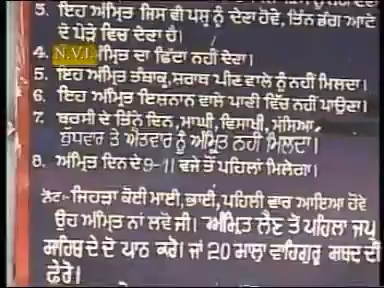 3. ਇਹ ਅੰਮ੍ਰਿਤ ਜਿਸ ਵੀ ਪਸ਼ੂ ਨੂੰ ਦੇਣਾ ਹੋਵੇ, ਤਿੰਨ ਡੰਗ ਆਟੇ
ਦੇ ਪੇੜੇ ਵਿਚ ਦੇਣਾ ਹੈ।
4. N.V.I. ਅੰਮ੍ਰਿਤ ਦਾ ਛਿੱਟਾ ਨਹੀਂ ਦੇਣਾ।
5. ਇਹ ਅੰਮ੍ਰਿਤ ਤੰਬਾਕੂ, ਸ਼ਰਾਬ ਪੀਣ ਵਾਲੇ ਨੂੰ ਨਹੀਂ ਮਿਲਦਾ।
6. ਇਹ ਅੰਮ੍ਰਿਤ ਇਸ਼ਨਾਨ ਵਾਲੇ ਪਾਣੀ ਵਿੱਚ ਨਹੀਂ ਪਾਉਣਾ।
7. ਬਰਸੀ ਦੇ ਤਿੰਨੇ ਦਿਨ, ਮਾਘੀ, ਵਿਸਾਖੀ, ਮੱਸਿਆ,
ਬੁੱਧਵਾਰ ਤੇ ਐਤਵਾਰ ਨੂੰ ਅੰਮ੍ਰਿਤ ਨਹੀਂ ਮਿਲਦਾ।
8. ਅੰਮ੍ਰਿਤ ਦਿਨ ਦੇ 9-11 ਵਜੇ ਤੋਂ ਪਹਿਲਾਂ ਮਿਲੇਗਾ।
ਨੋਟ:- ਜਿਹੜਾ ਕੋਈ ਮਾਈ, ਭਾਈ, ਪਹਿਲੀ ਵਾਰ ਆਇਆ ਹੋਵੇ
ਉਹ ਅੰਮ੍ਰਿਤ ਨਾਂ ਲਵੋ ਜੀ। ਅੰਮ੍ਰਿਤ ਲੈਣ ਤੋਂ ਪਹਿਲਾ ਜਪੁ
ਸਾਹਿਬ ਦੇ ਦੋ ਪਾਠ ਕਰੋ। ਜਾਂ 20 ਮਾਲਾ ਵਾਹਿਗੁਰੂ ਸ਼ਬਦ ਦੀ
ਫੇਰੋ।